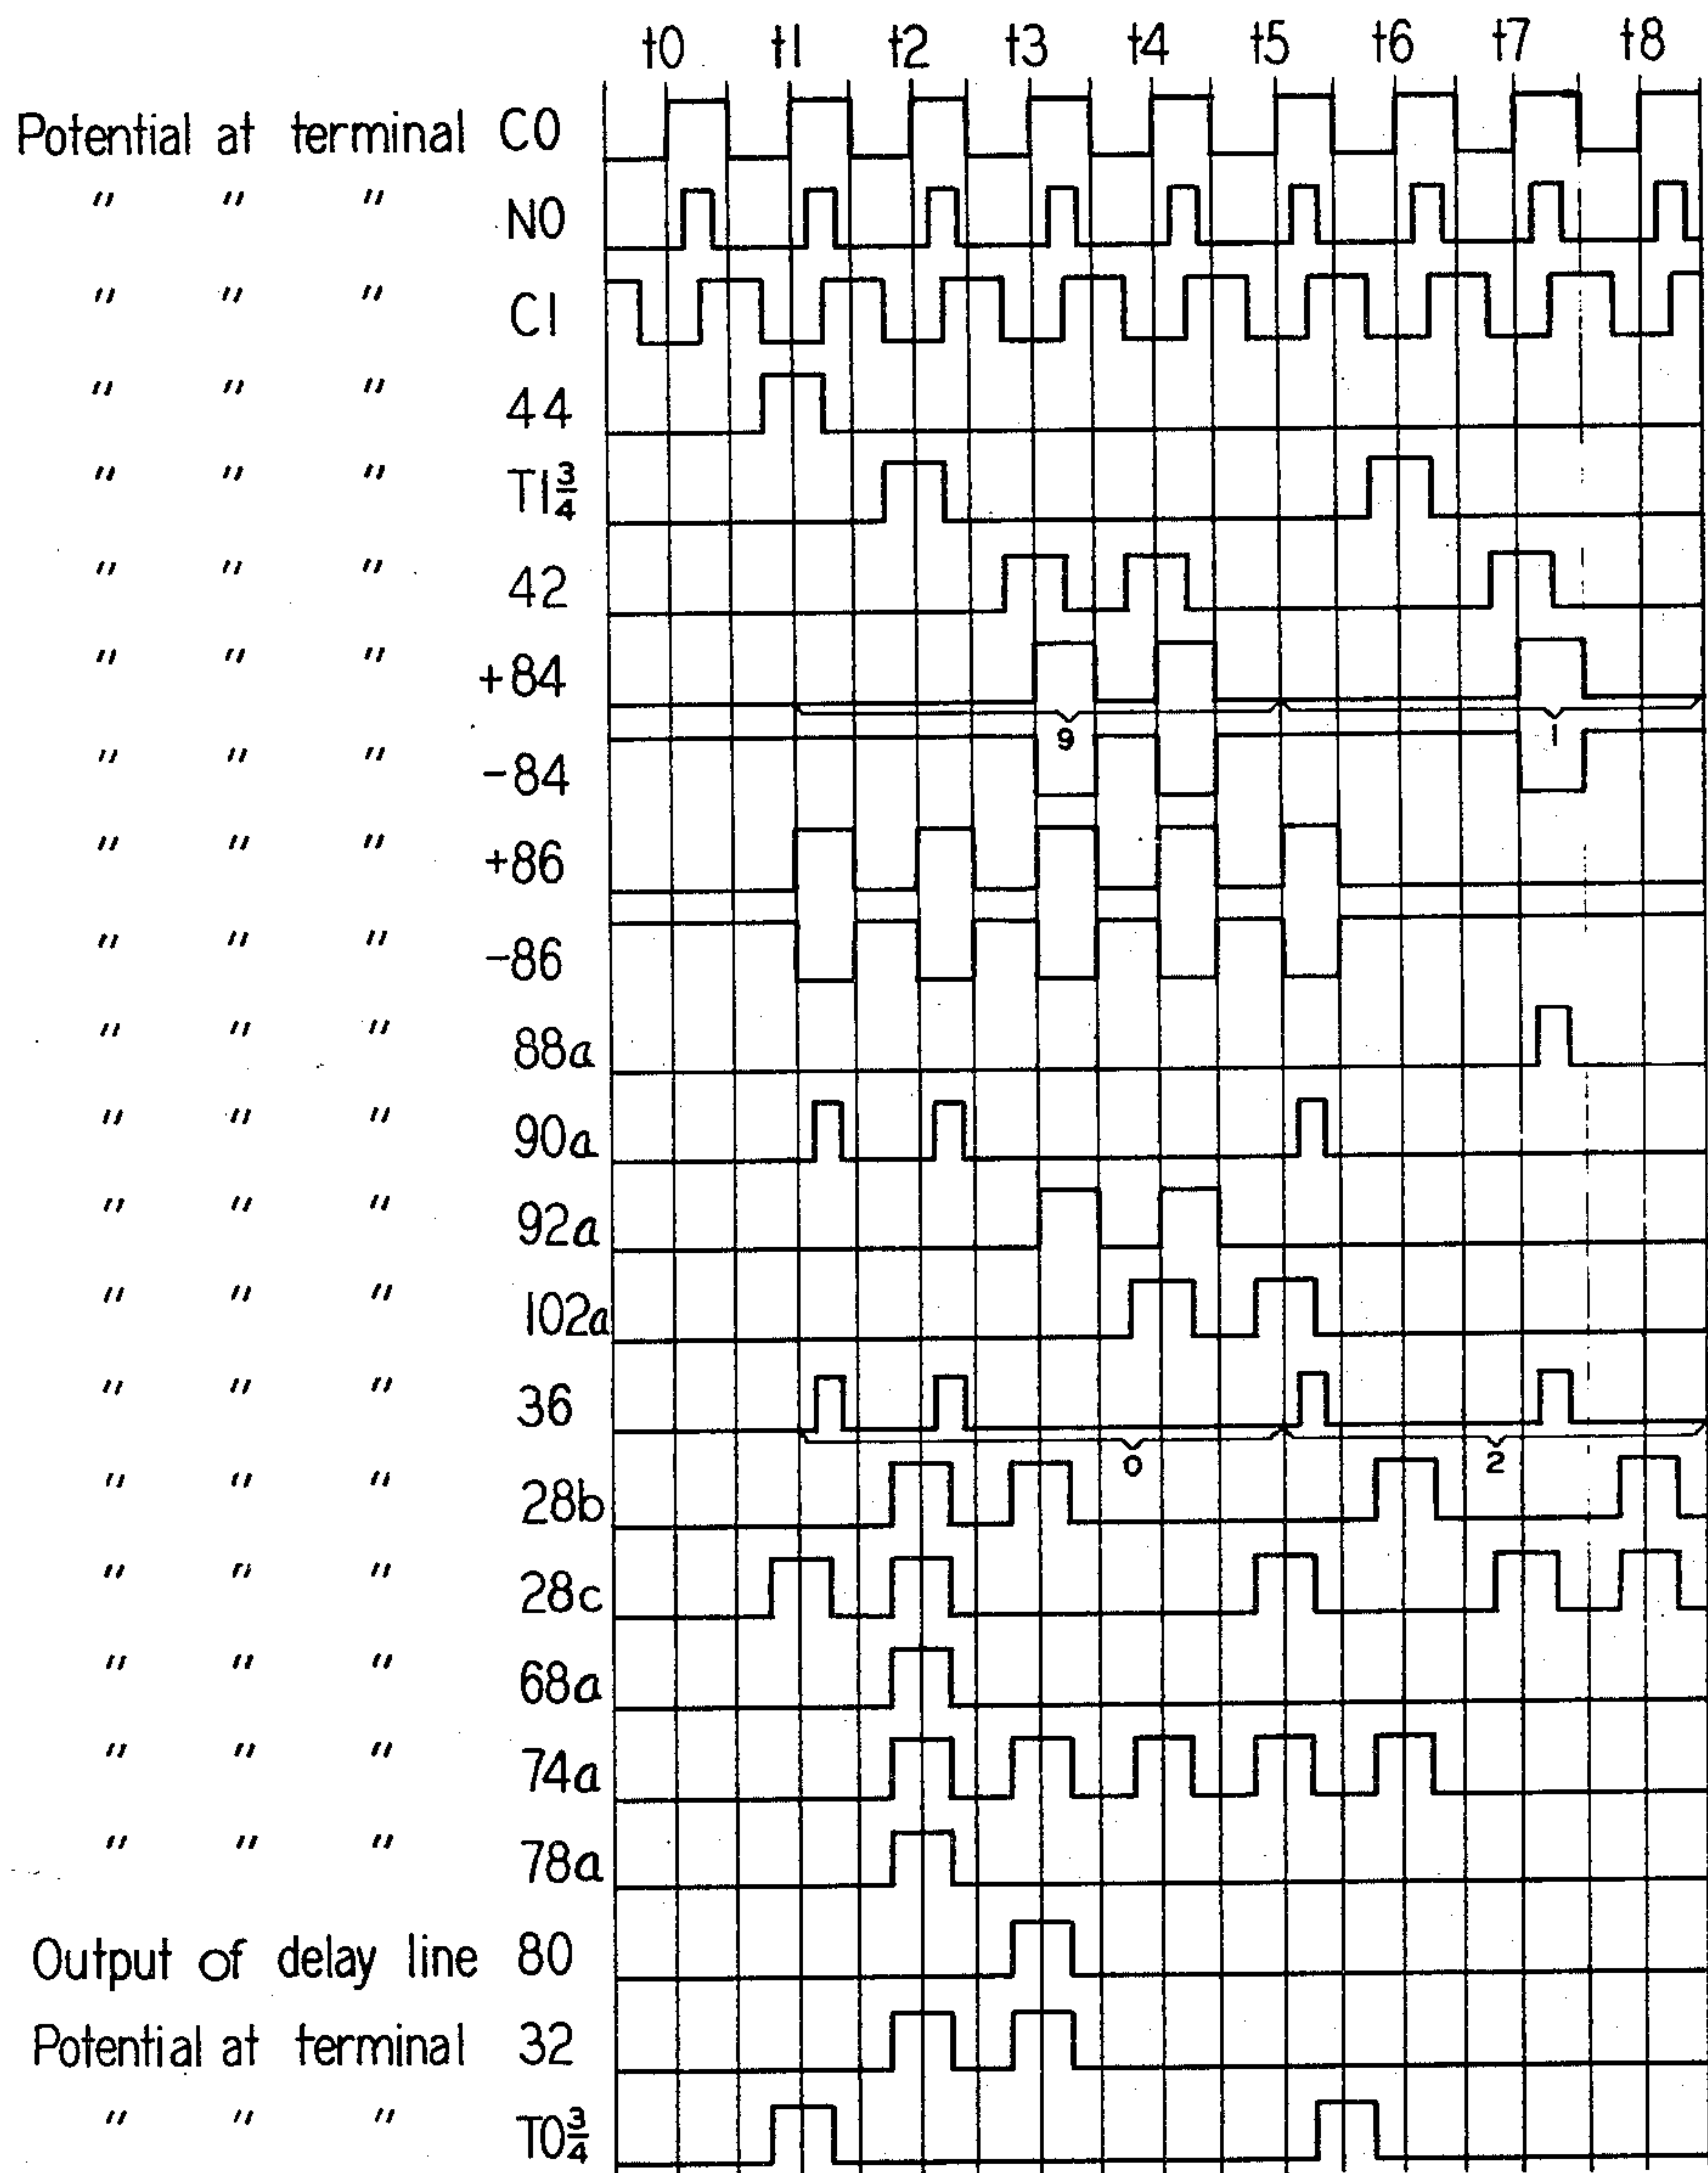 t0 t1 t2 t3 t4 t5 t6 t7 t8
Potential at terminal C0
" " " N0
" " " C1
" " " 44
" " " T1¾
" " " 42
" " " +84
9 1
" " " -84
" " " +86
" " " -86
" " " 88a
" " " 90a
" " " 92a
" " " 102a
" " " 36
0 2
" " " 28b
" " " 28c
" " " 68a
" " " 74a
" " " 78a
Output of delay line 80
Potential at terminal 32
" " " T0¾